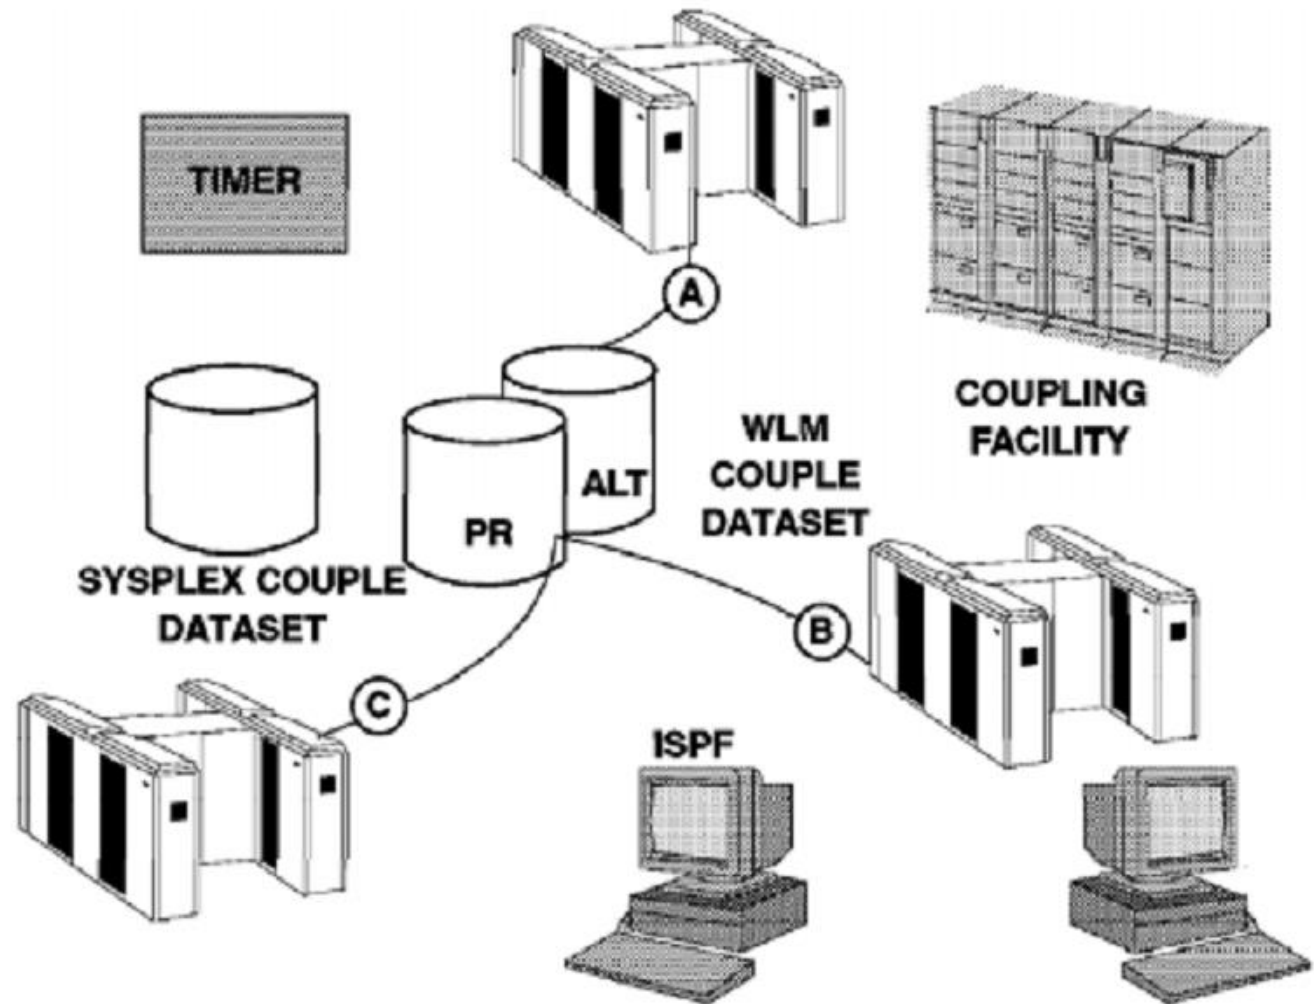 TIMER
A
COUPLING
FACILITY
WLM
COUPLE
DATASET
ALT
PR
SYSPLEX COUPLE
DATASET
B
C
ISPF